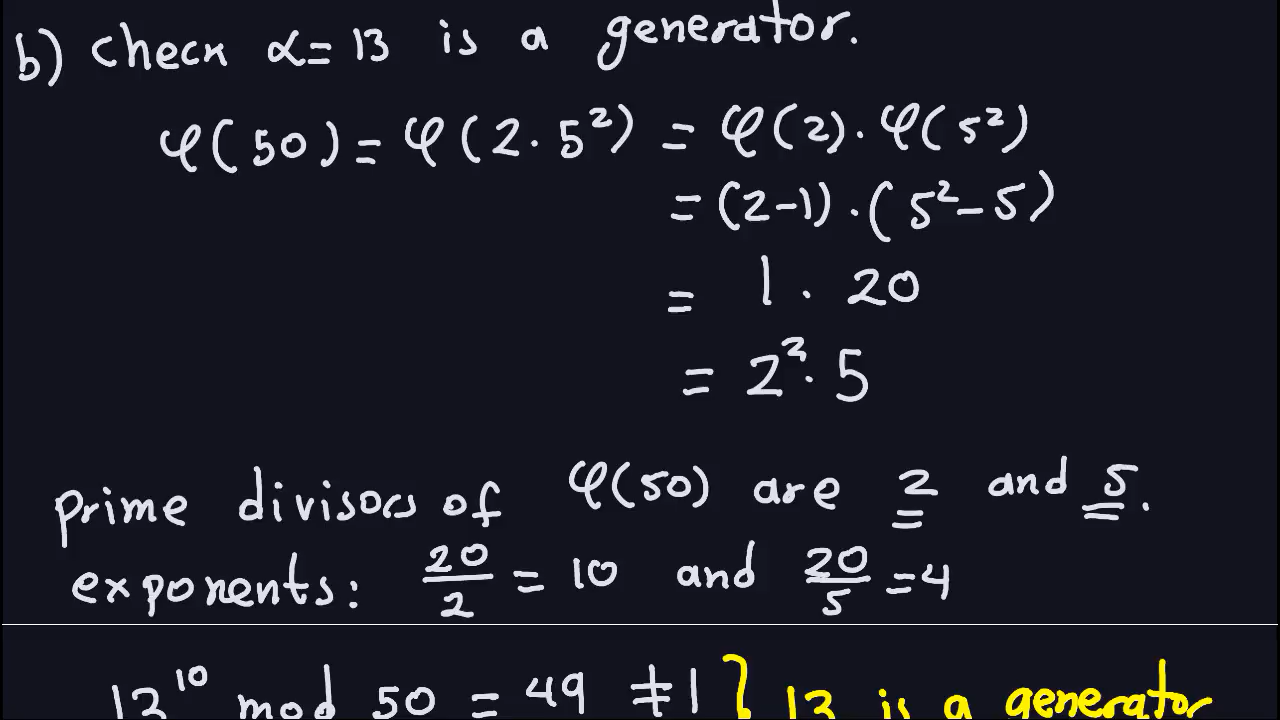 b) Check α = 13 is a generator.
φ(50) = φ(2 · 5²) = φ(2) · φ(5²)
= (2-1) · (5² - 5)
= 1 · 20
= 2² · 5
prime divisors of φ(50) are 2 and 5.
exponents: 20/2 = 10 and 20/5 = 4
13¹⁰ mod 50 = 49 ≠ 1 } 13 is a generator